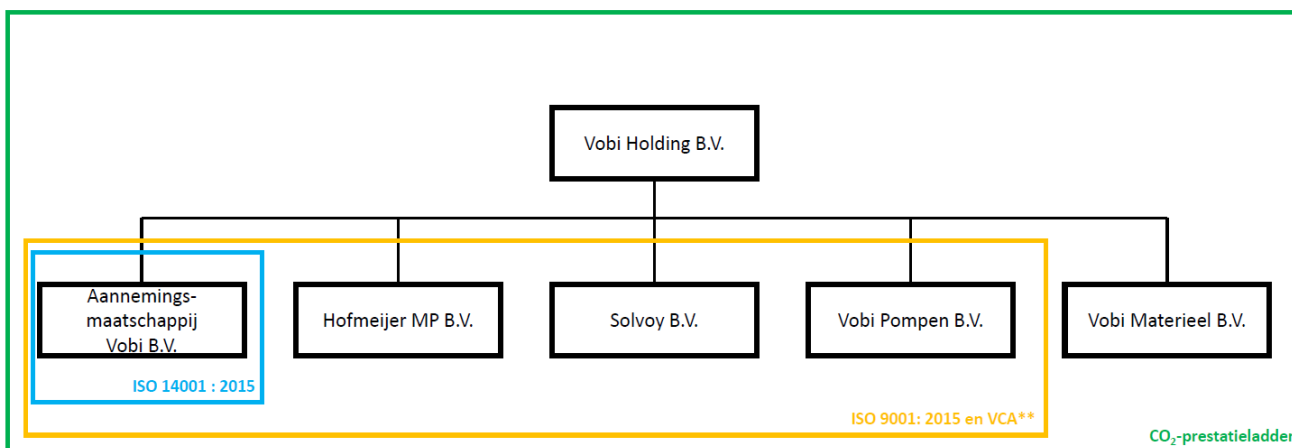 Vobi Holding B.V.
Aannemings-
maatschappij
Vobi B.V.
Hofmeijer MP B.V.
Solvoy B.V.
Vobi Pompen B.V.
Vobi Materieel B.V.
ISO 14001 : 2015
ISO 9001: 2015 en VCA**
CO₂-prestatieladder